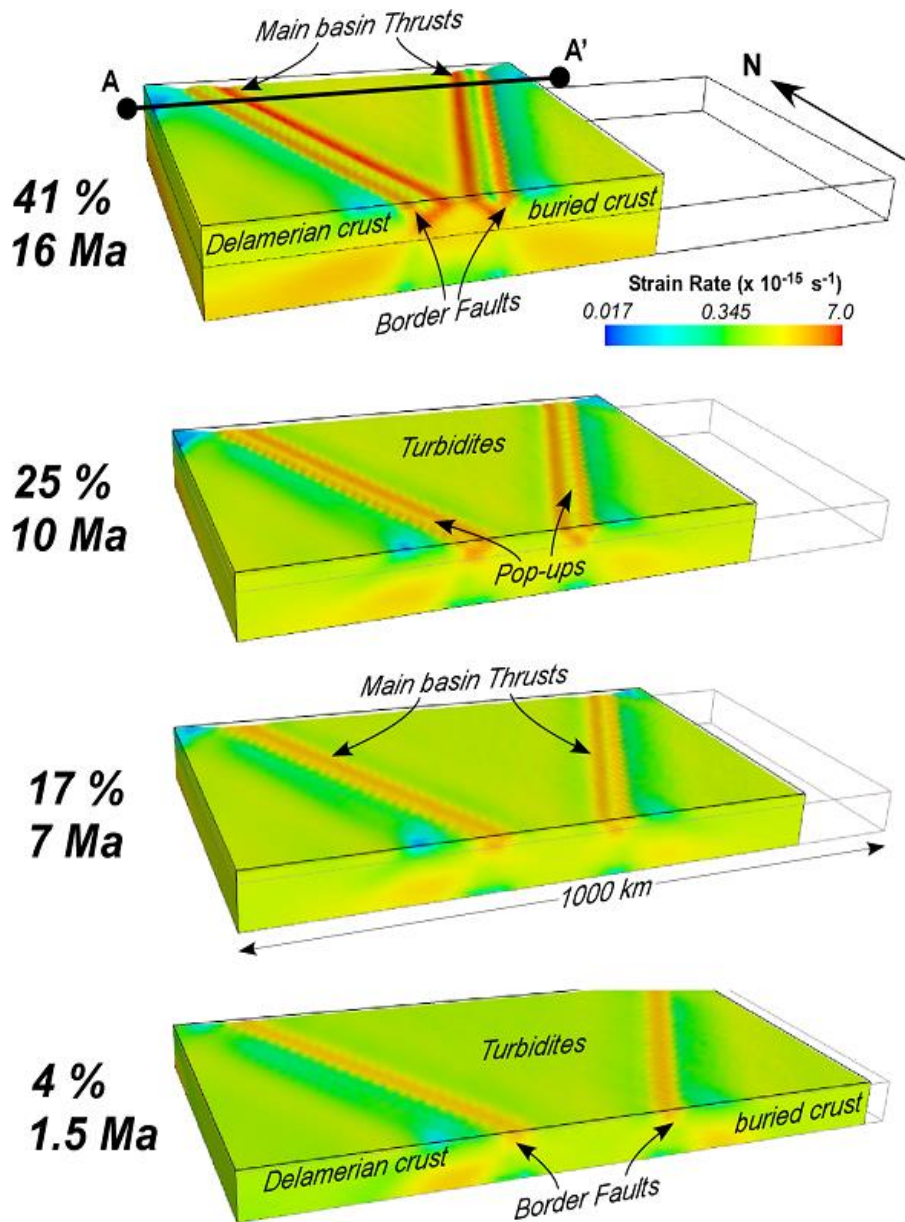 Main basin Thrusts
A
A'
N
41 %
16 Ma
Delamerian crust
buried crust
Border Faults
Strain Rate (x 10⁻¹⁵ s⁻¹)
0.017 0.345 7.0
25 %
10 Ma
Turbidites
Pop-ups
Main basin Thrusts
17 %
7 Ma
1000 km
4 %
1.5 Ma
Turbidites
buried crust
Delamerian crust
Border Faults